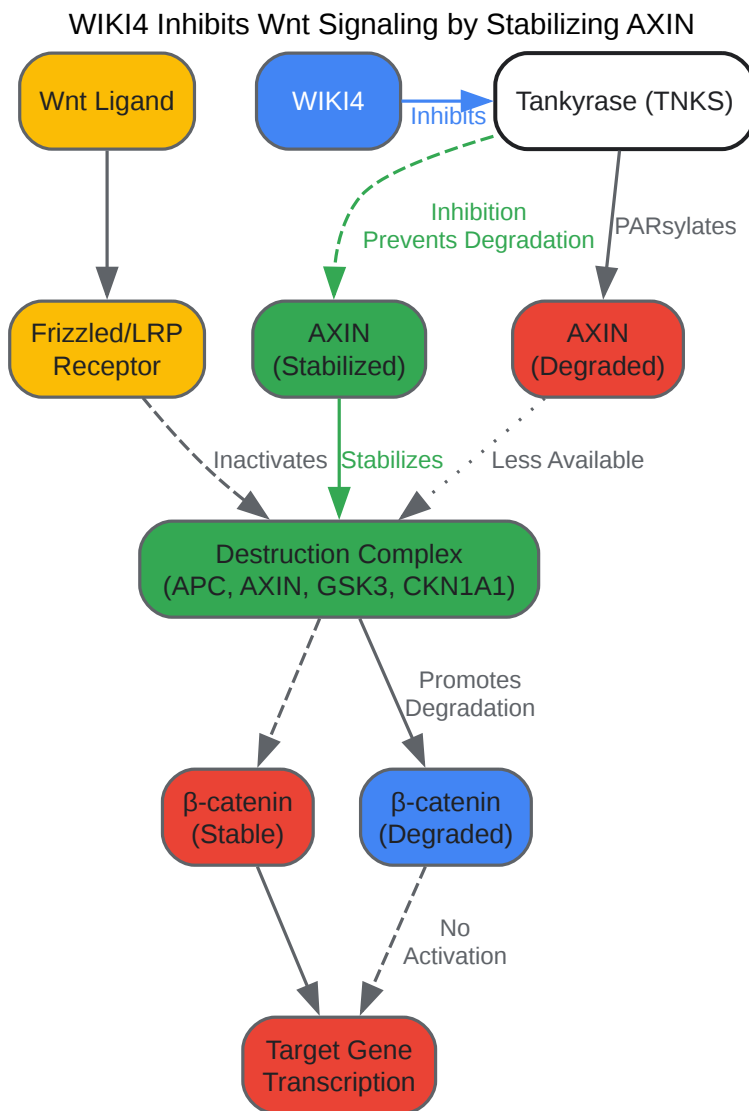 WIKI4 Inhibits Wnt Signaling by Stabilizing AXIN
Wnt Ligand
WIKI4
Inhibits
Tankyrase (TNKS)
Inhibition
Prevents Degradation
PARsylates
Frizzled/LRP
Receptor
AXIN
(Stabilized)
AXIN
(Degraded)
Inactivates
Stabilizes
Less Available
Destruction Complex
(APC, AXIN, GSK3, CKN1A1)
Promotes
Degradation
β-catenin
(Stable)
β-catenin
(Degraded)
No
Activation
Target Gene
Transcription